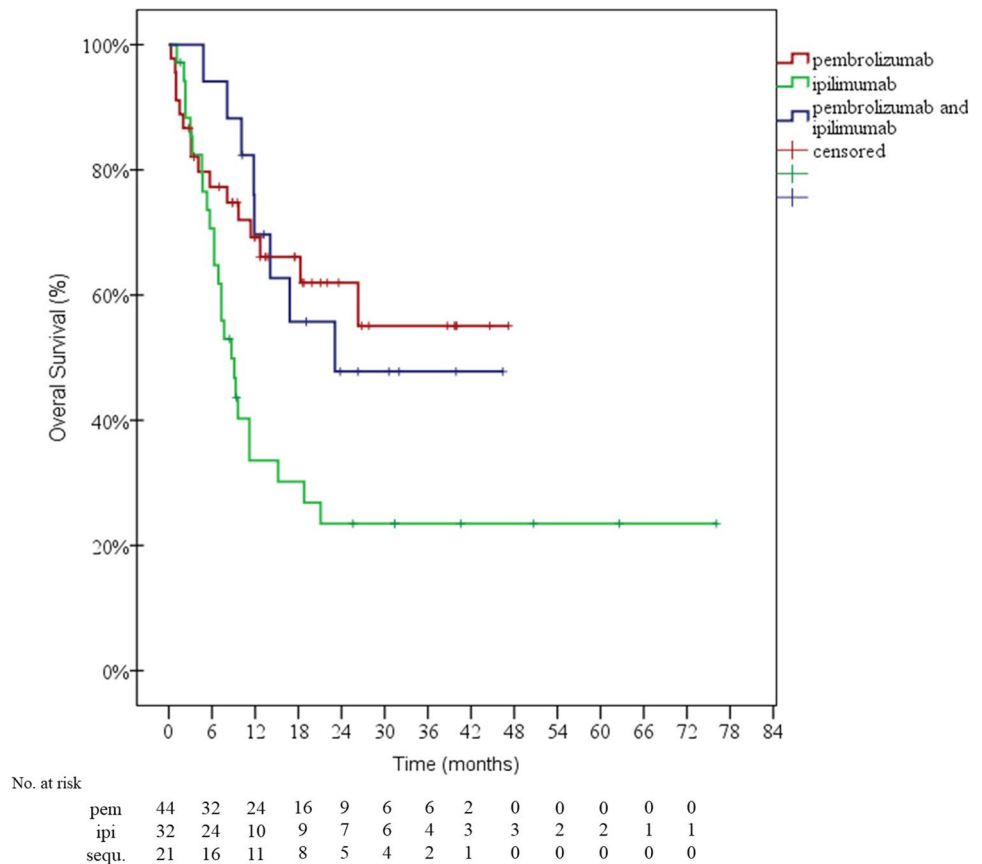 100%
80%
60%
40%
20%
0%
Overal Survival (%)
pembrolizumab
ipilimumab
pembrolizumab and
ipilimumab
censored
0 6 12 18 24 30 36 42 48 54 60 66 72 78 84
Time (months)
No. at risk
pem 44 32 24 16 9 6 6 2 0 0 0 0 0
ipi 32 24 10 9 7 6 4 3 3 2 2 1 1
sequ. 21 16 11 8 5 4 2 1 0 0 0 0 0